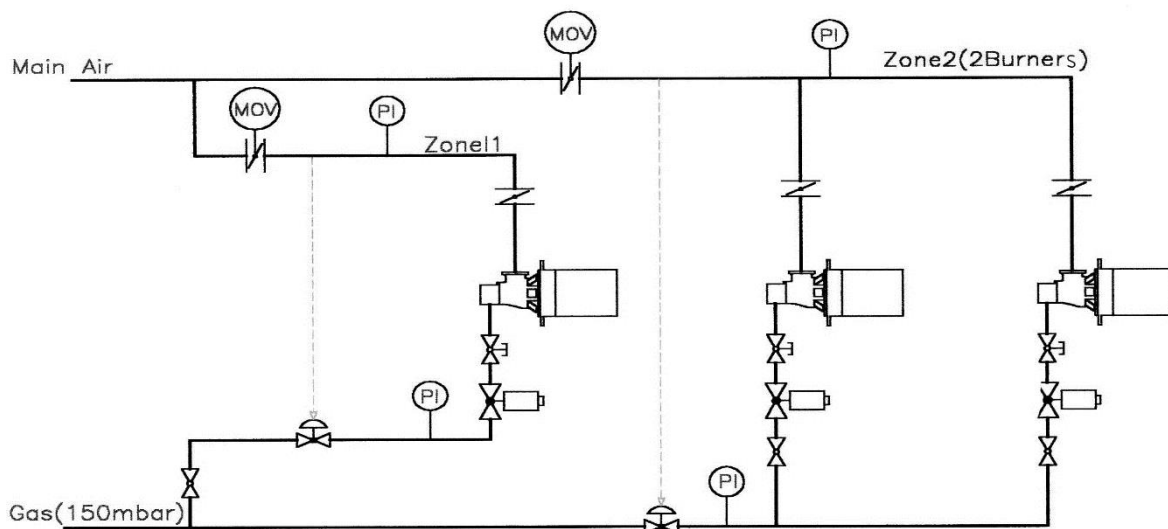 MOV
PI
Main Air
Zone2(2Burners)
MOV
PI
Zonel1
PI
PI
Gas(150mbar)